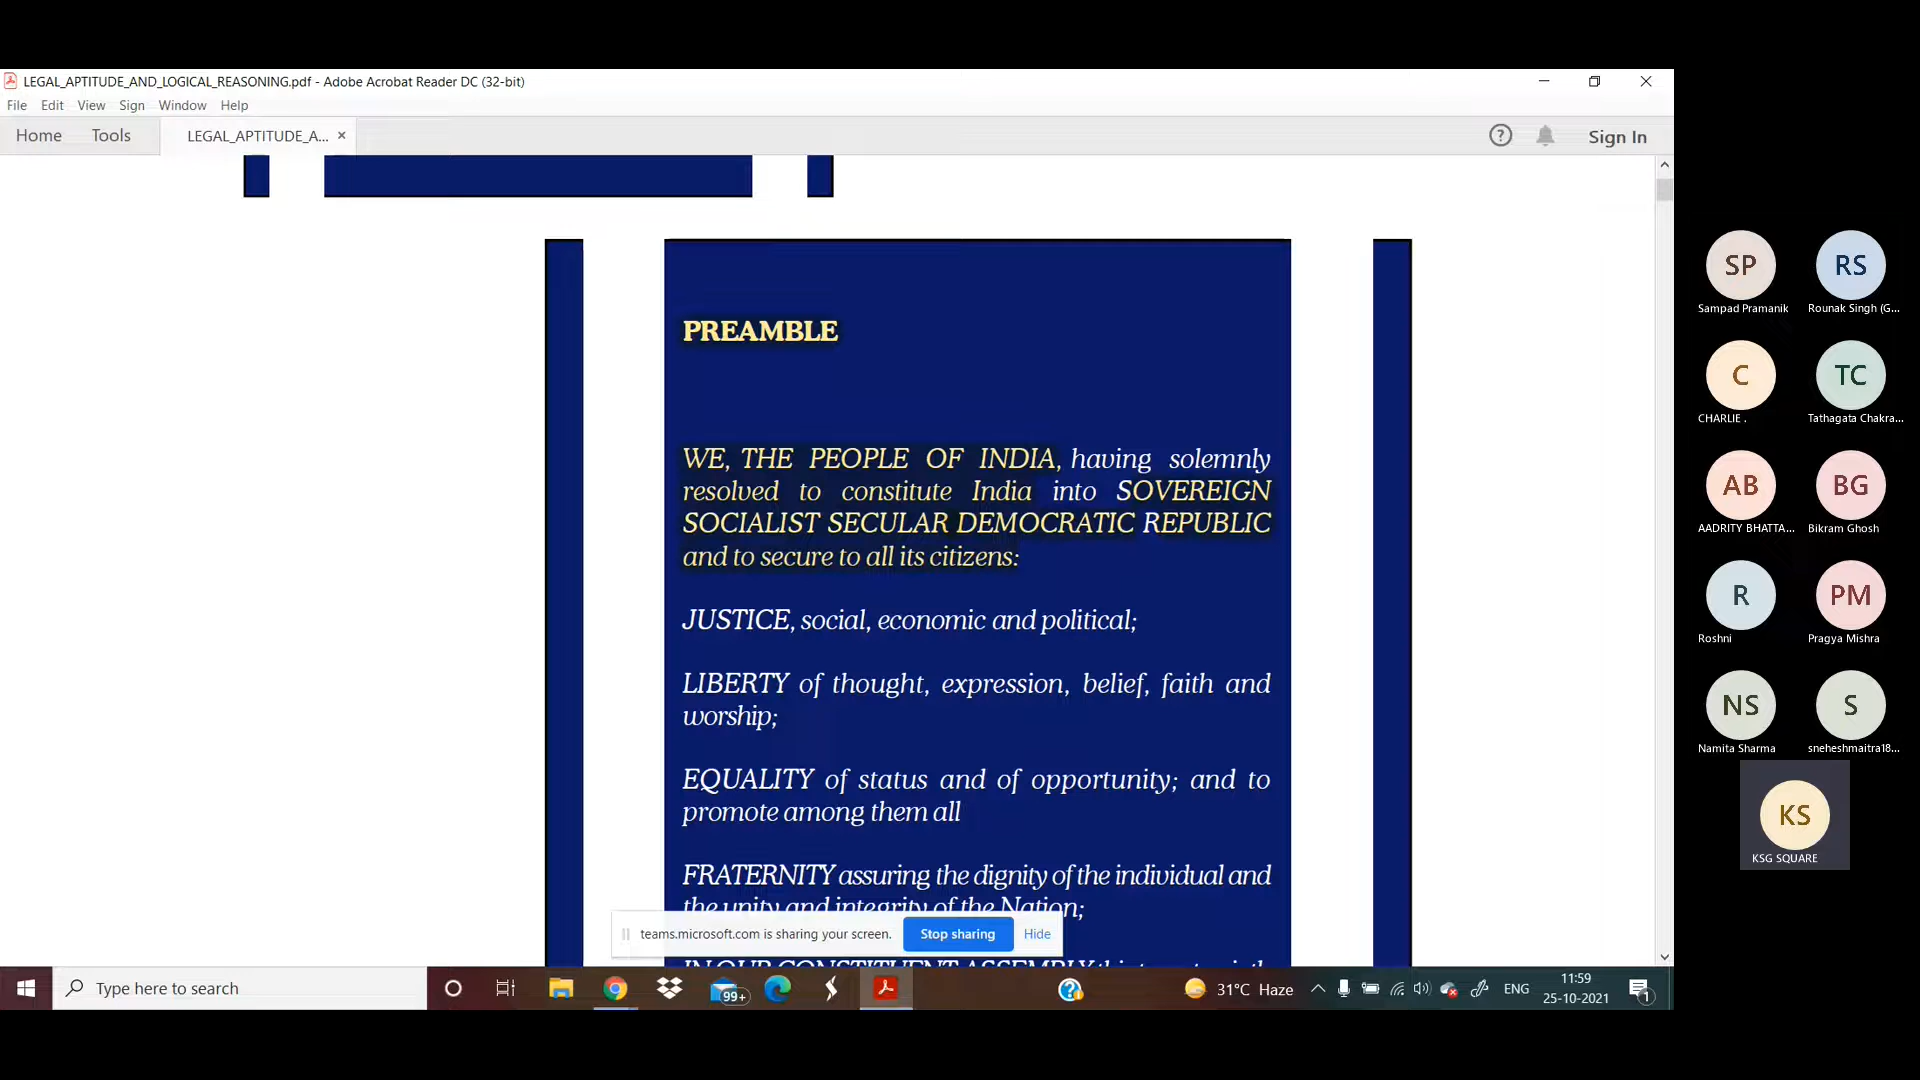 LEGAL_APTITUDE_AND_LOGICAL_REASONING.pdf - Adobe Acrobat Reader DC (32-bit)
File Edit View Sign Window Help
Home Tools LEGAL_APTITUDE_A... × ? Sign In
PREAMBLE
WE, THE PEOPLE OF INDIA, having solemnly
resolved to constitute India into SOVEREIGN
SOCIALIST SECULAR DEMOCRATIC REPUBLIC
and to secure to all its citizens:
JUSTICE, social, economic and political;
LIBERTY of thought, expression, belief, faith and
worship;
EQUALITY of status and of opportunity; and to
promote among them all
FRATERNITY assuring the dignity of the individual and
the unity and integrity of the Nation;
IN OUR CONSTITUENT ASSEMBLY this
teams.microsoft.com is sharing your screen. Stop sharing Hide
Type here to search
99+
31°C Haze
ENG
11:59
25-10-2021
1
SP RS
Sampad Pramanik Rounak Singh (G...
C TC
CHARLIE . Tathagata Chakra...
AB BG
AADRITY BHATTA... Bikram Ghosh
R PM
Roshni Pragya Mishra
NS S
Namita Sharma sneheshmaitra18...
KS
KSG SQUARE